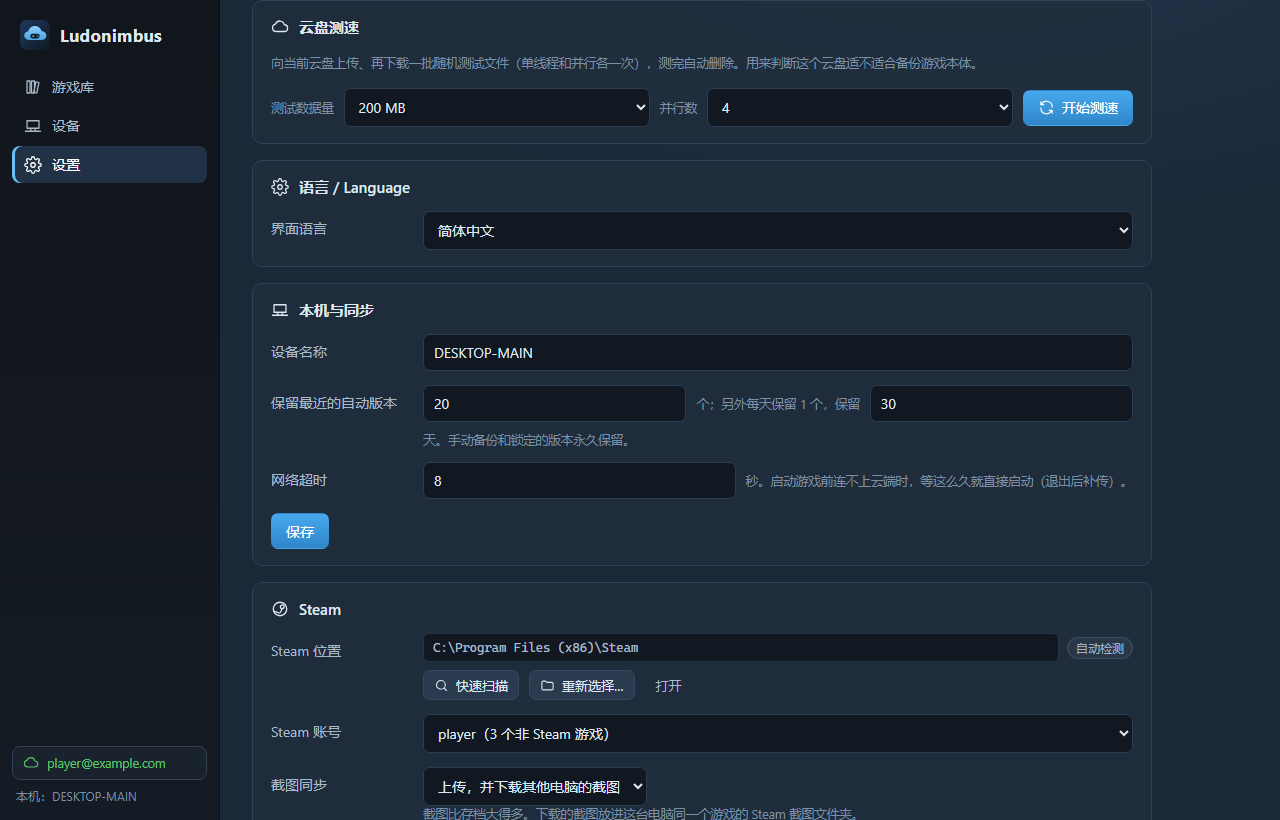 Ludonimbus
游戏库
设备
设置
player@example.com
本机：DESKTOP-MAIN
云盘测速
向当前云盘上传、再下载一批随机测试文件（单线程和并行各一次），测完自动删除。用来判断这个云盘适不适合备份游戏本体。
测试数据量 200 MB 并行数 4 开始测速
语言 / Language
界面语言 简体中文
本机与同步
设备名称 DESKTOP-MAIN
保留最近的自动版本 20 个；另外每天保留 1 个，保留 30
天。手动备份和锁定的版本永久保留。
网络超时 8 秒。启动游戏前连不上云端时，等这么久就直接启动（退出后补传）。
保存
Steam
Steam 位置 C:\Program Files (x86)\Steam 自动检测
快速扫描 重新选择... 打开
Steam 账号 player（3 个非 Steam 游戏）
截图同步 上传，并下载其他电脑的截图
截图比存档大得多。下载的截图放进这台电脑同一个游戏的 Steam 截图文件夹。